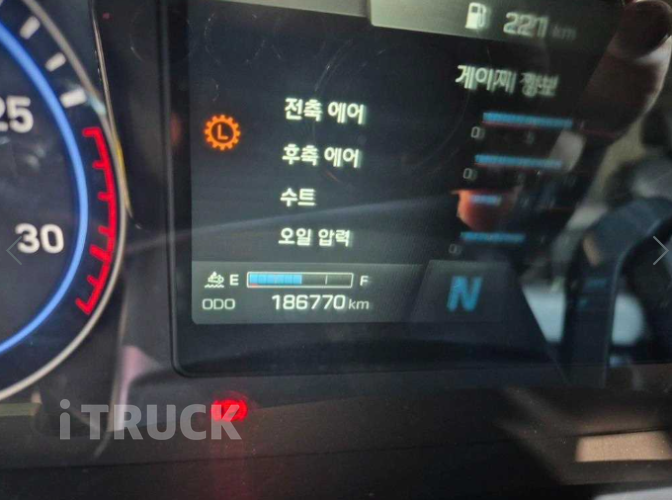 221 km
게이지 정보
25
전축 에어
L
후축 에어
수트
30
오일 압력
E F
ODO 186770 km
N
iTRUCK